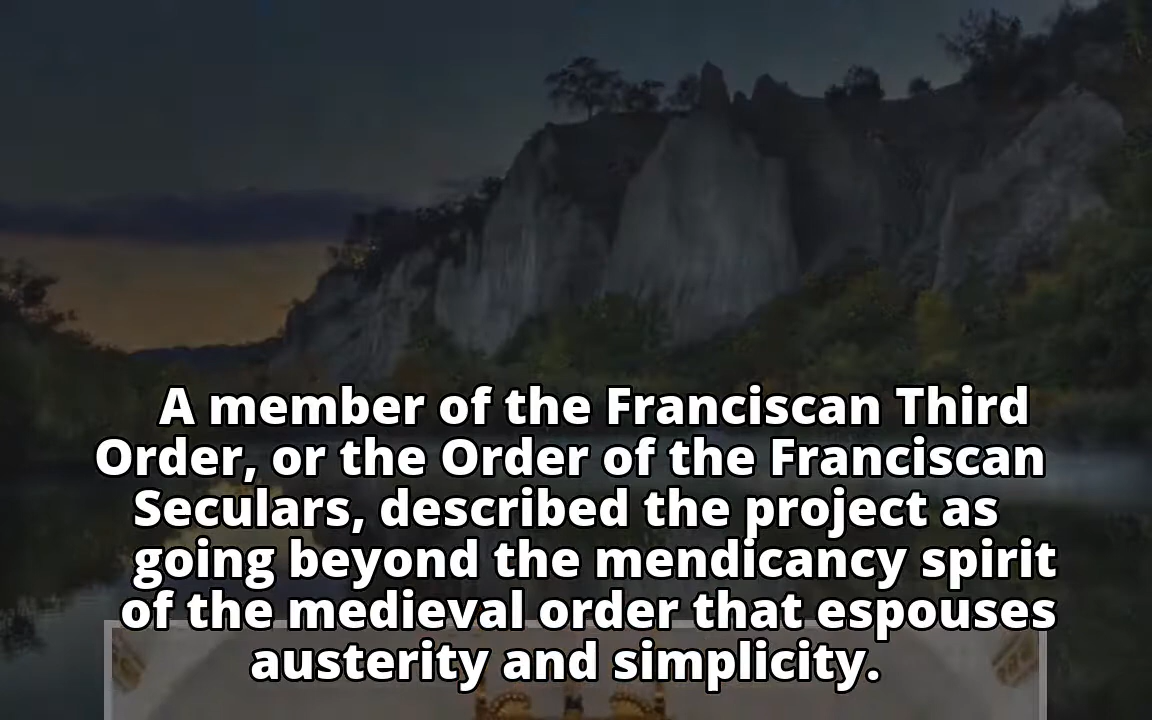 A member of the Franciscan Third
Order, or the Order of the Franciscan
Seculars, described the project as
going beyond the mendicancy spirit
of the medieval order that espouses
austerity and simplicity.